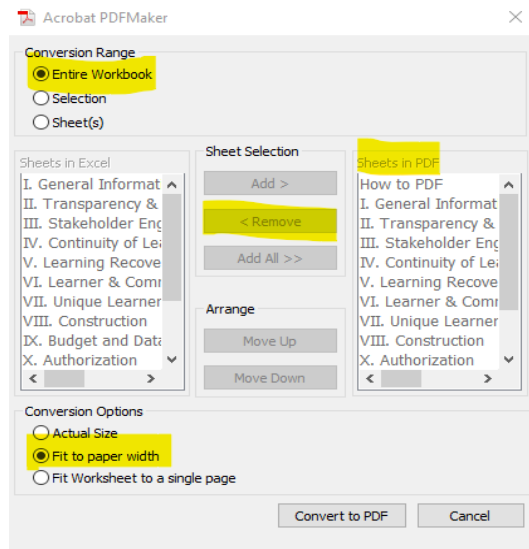 Acrobat PDFMaker
Conversion Range
Entire Workbook
Selection
Sheet(s)
Sheets in Excel
I. General Informat
II. Transparency &
III. Stakeholder Eng
IV. Continuity of Lea
V. Learning Recove
VI. Learner & Comm
VII. Unique Learner
VIII. Construction
IX. Budget and Data
X. Authorization
Sheet Selection
Add >
< Remove
Add All >>
Arrange
Move Up
Move Down
Sheets in PDF
How to PDF
I. General Informat
II. Transparency &
III. Stakeholder Eng
IV. Continuity of Lea
V. Learning Recove
VI. Learner & Comm
VII. Unique Learner
VIII. Construction
X. Authorization
Conversion Options
Actual Size
Fit to paper width
Fit Worksheet to a single page
Convert to PDF
Cancel